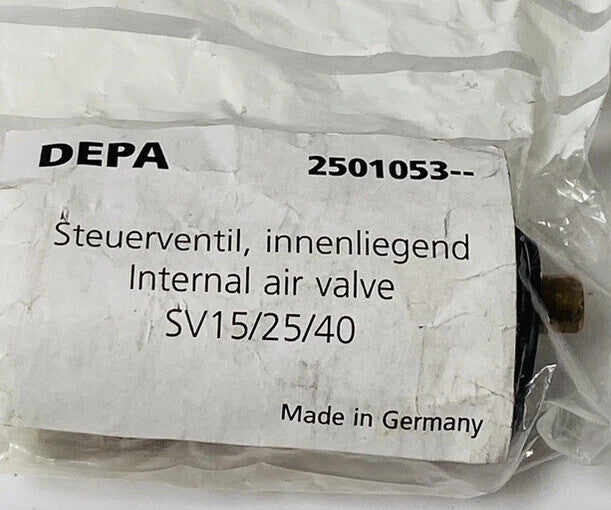 DEPA 2501053--
Steuerventil, innenliegend
Internal air valve
SV15/25/40
Made in Germany